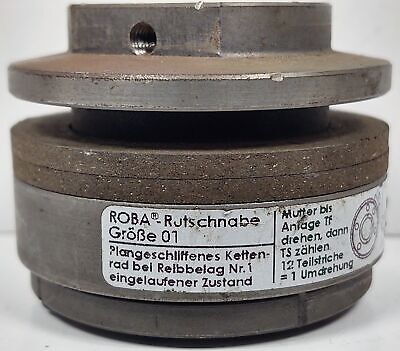 ROBA®-Rutschnabe
Größe 01
Plangeschliffenes Ketten-
rad bei Reibbelag Nr.1
eingelaufener Zustand
Mutter bis
Anlage Tf
drehen, dann
TS zählen
12 Teilstriche
= 1 Umdrehung